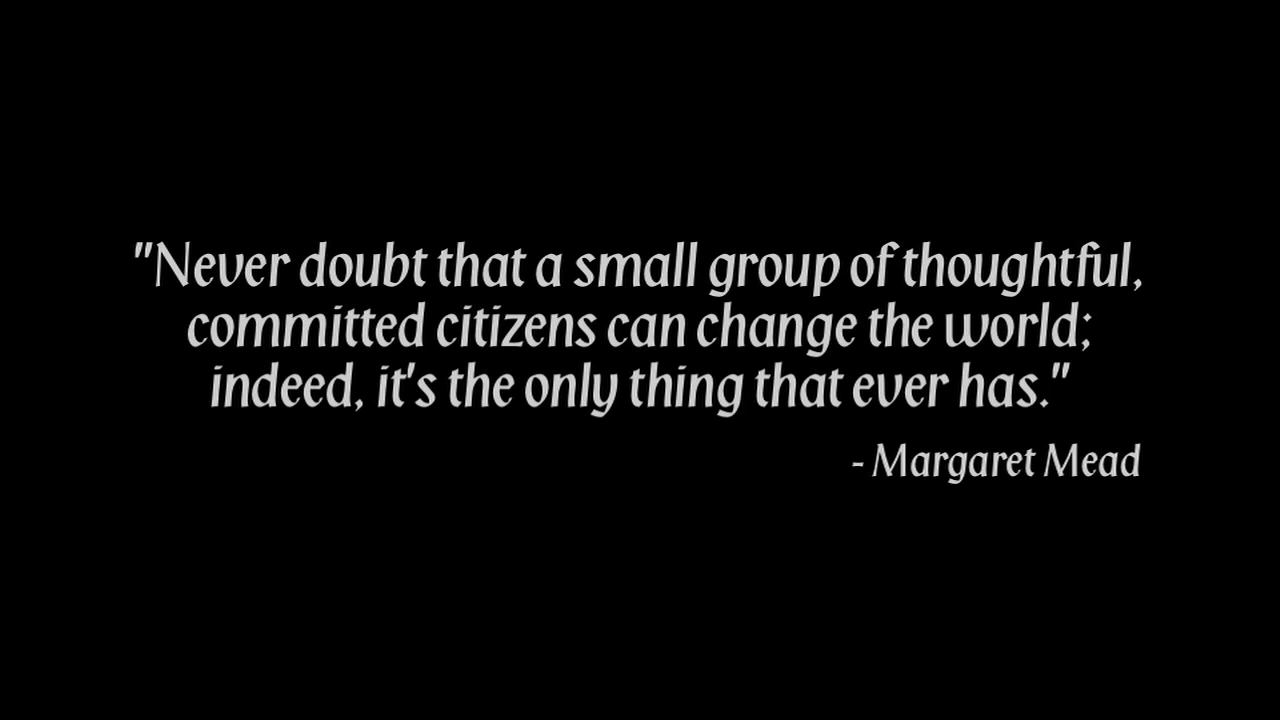 "Never doubt that a small group of thoughtful,
committed citizens can change the world;
indeed, it's the only thing that ever has."
- Margaret Mead